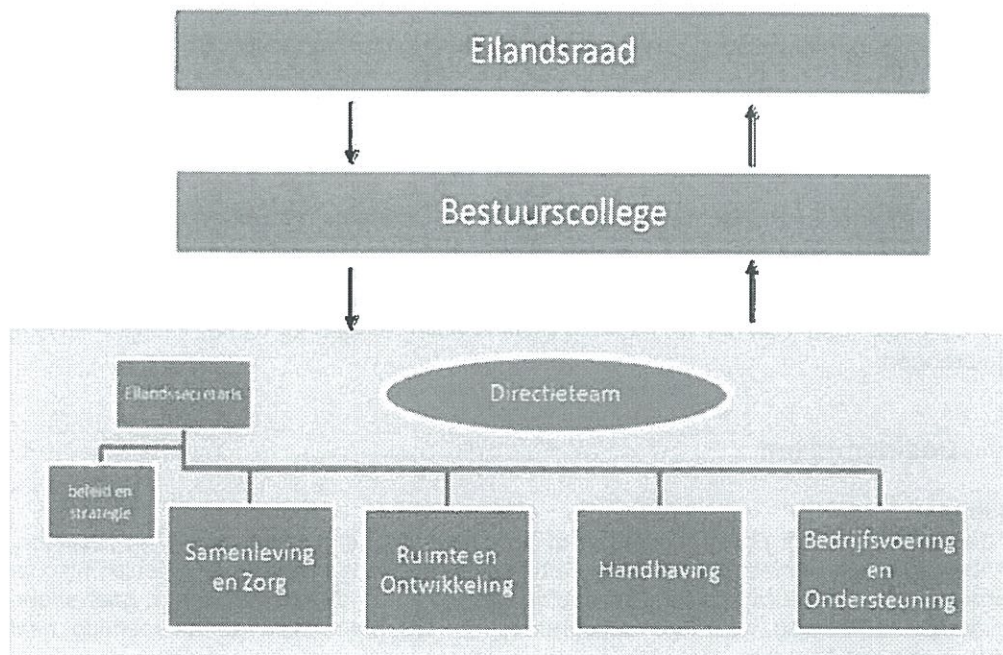 Eilandsraad
Bestuurscollege
Eilandssecretaris
Directieteam
beleid en
strategie
Samenleving
en Zorg
Ruimte en
Ontwikkeling
Handhaving
Bedrijfsvoering
en
Ondersteuning